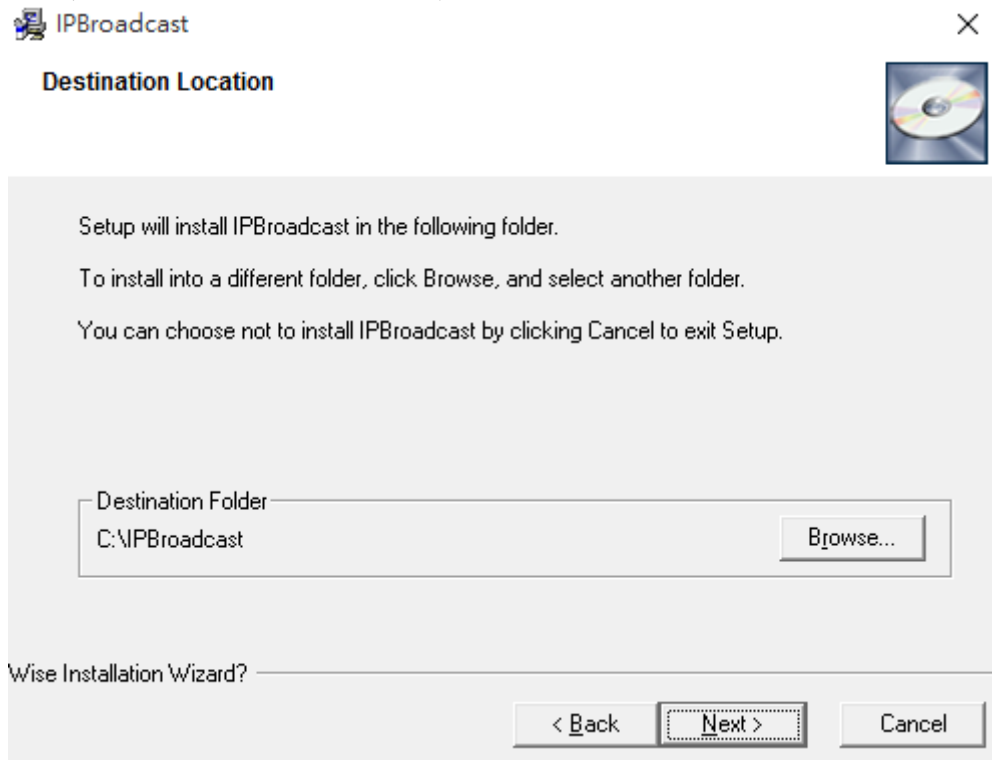 IPBroadcast
Destination Location
Setup will install IPBroadcast in the following folder.
To install into a different folder, click Browse, and select another folder.
You can choose not to install IPBroadcast by clicking Cancel to exit Setup.
Destination Folder
C:\IPBroadcast
Browse...
Wise Installation Wizard?
< Back Next > Cancel